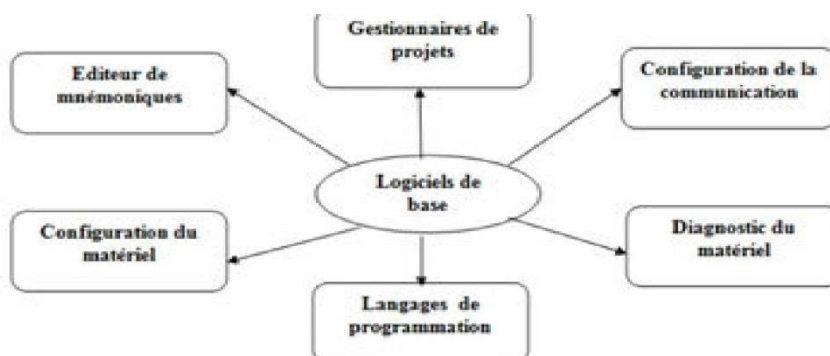 Gestionnaires de
projets
Editeur de
mnémoniques
Configuration de la
communication
Logiciels de
base
Configuration du
matériel
Diagnostic du
matériel
Langages de
programmation